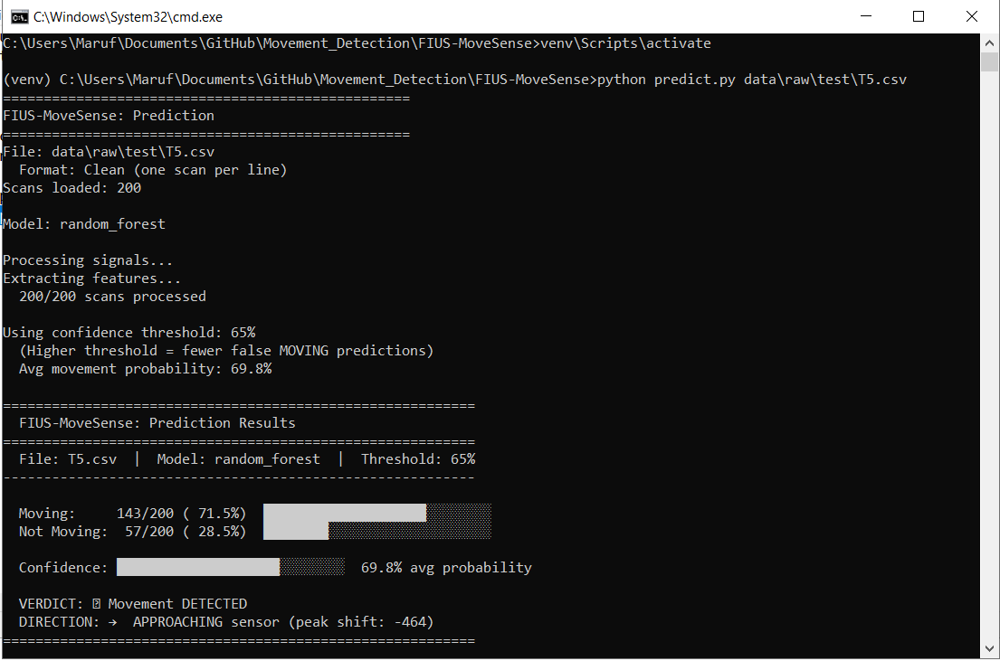 C:\Windows\System32\cmd.exe
C:\Users\Maruf\Documents\GitHub\Movement_Detection\FIUS-MoveSense>venv\Scripts\activate
(venv) C:\Users\Maruf\Documents\GitHub\Movement_Detection\FIUS-MoveSense>python predict.py data\raw\test\T5.csv
==================================================
FIUS-MoveSense: Prediction
==================================================
File: data\raw\test\T5.csv
Format: Clean (one scan per line)
Scans loaded: 200
Model: random_forest
Processing signals...
Extracting features...
200/200 scans processed
Using confidence threshold: 65%
(Higher threshold = fewer false MOVING predictions)
Avg movement probability: 69.8%
==========================================================
FIUS-MoveSense: Prediction Results
==========================================================
File: T5.csv | Model: random_forest | Threshold: 65%
----------------------------------------------------------
Moving: 143/200 ( 71.5%)
Not Moving: 57/200 ( 28.5%)
Confidence: 69.8% avg probability
VERDICT: Movement DETECTED
DIRECTION: → APPROACHING sensor (peak shift: -464)
==========================================================